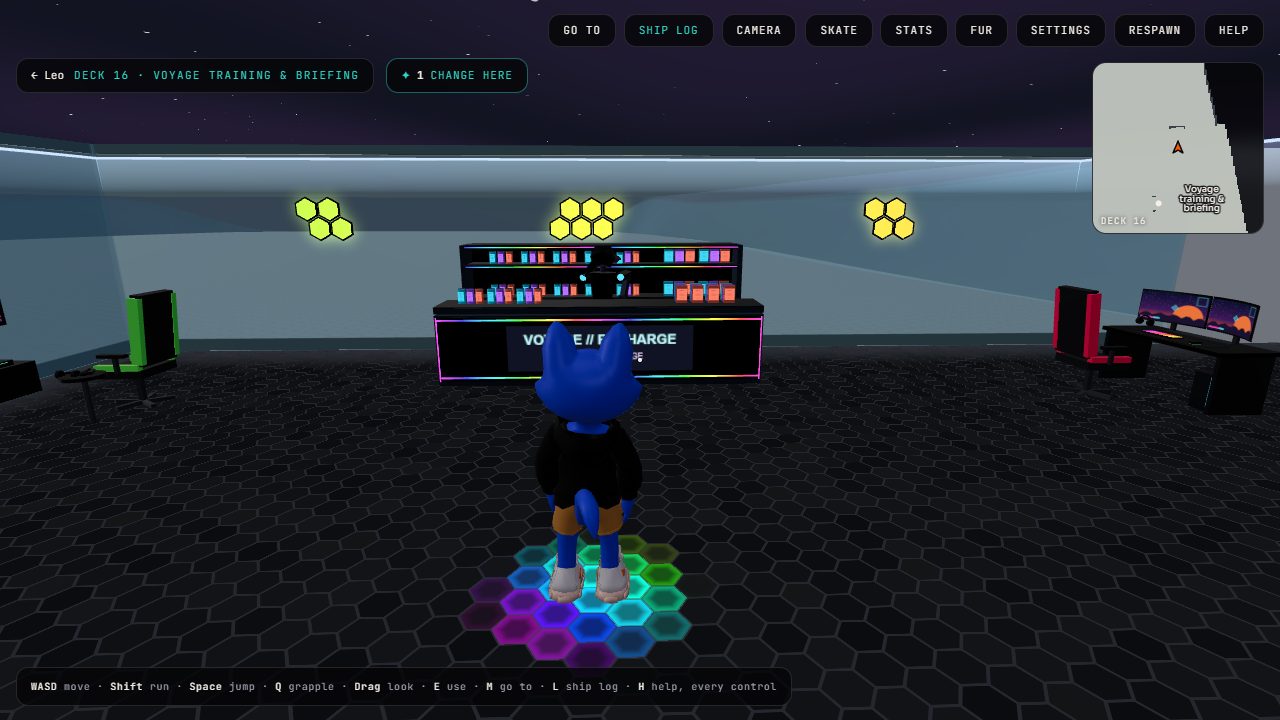 GO TO
SHIP LOG
CAMERA
SKATE
STATS
FUR
SETTINGS
RESPAWN
HELP
← Leo DECK 16 · VOYAGE TRAINING & BRIEFING
✦ 1 CHANGE HERE
Voyage
training &
briefing
DECK 16
WASD move · Shift run · Space jump · Q grapple · Drag look · E use · M go to · L ship log · H help, every control